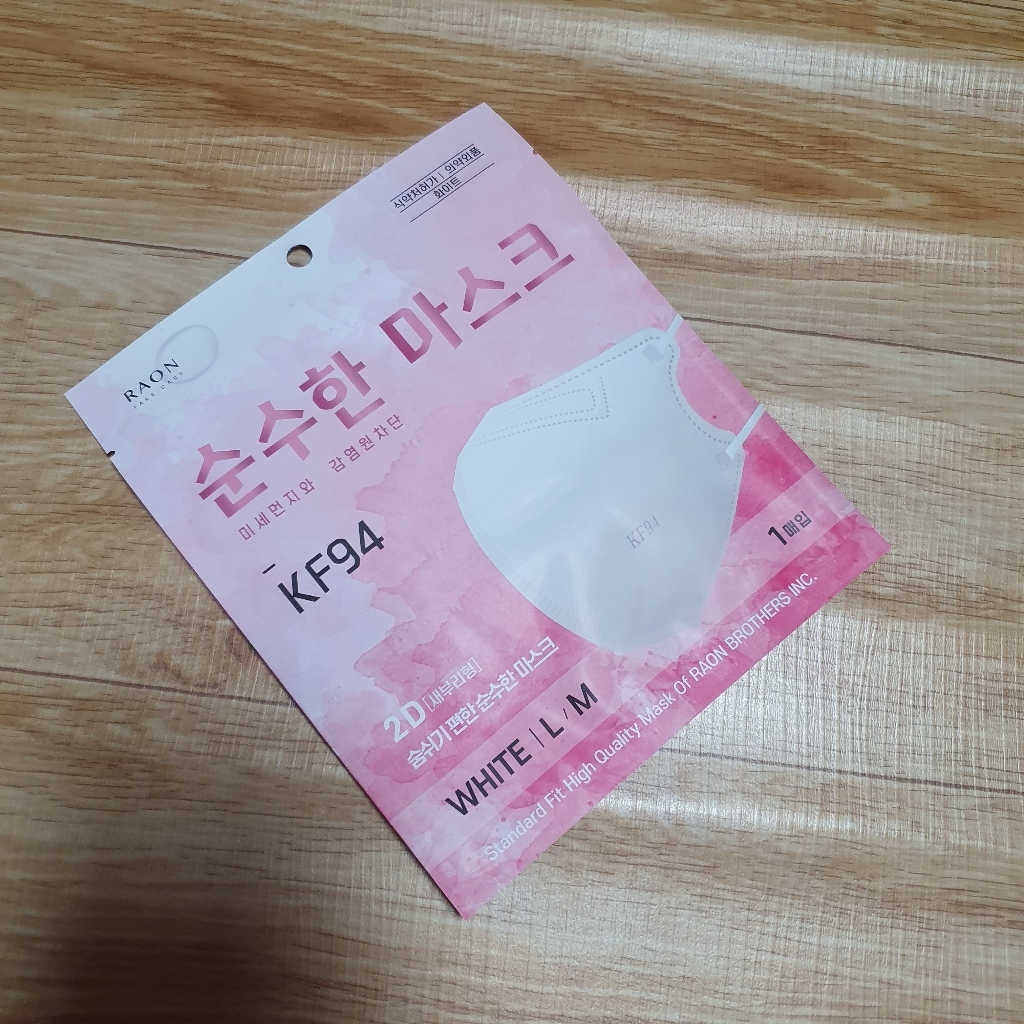 식약처허가 | 의약외품
화이트
RAON
TAKE CARE
순수한 마스크
미세먼지와 감염원차단
KF94
KF94
1매입
2D [새부리형]
숨쉬기 편한 순수한 마스크
WHITE | L / M
Standard Fit High Quality Mask Of RAON BROTHERS INC.